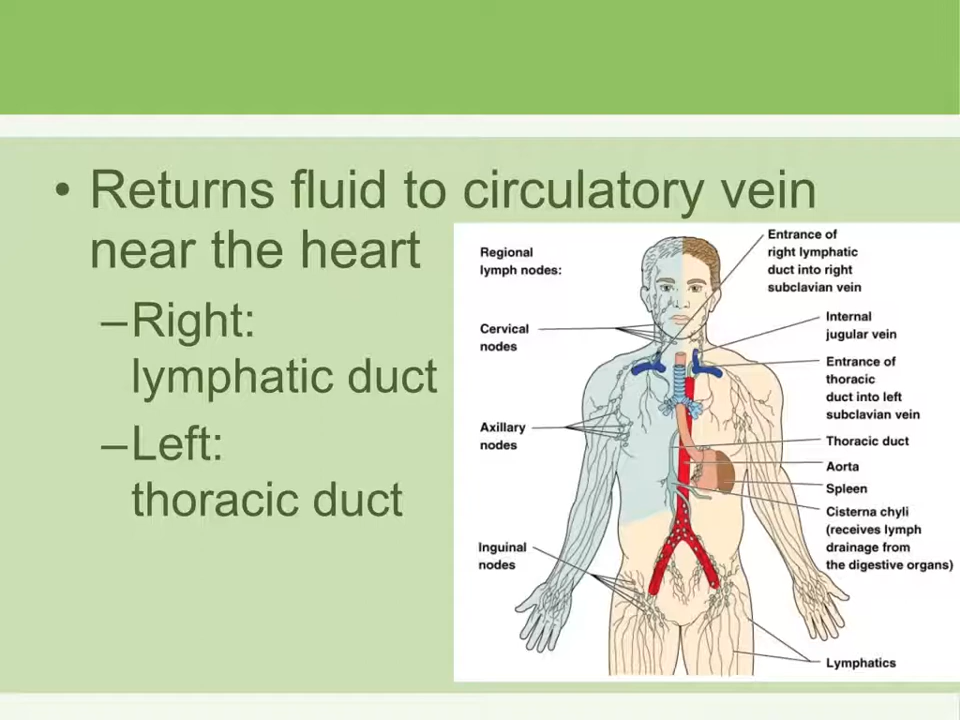 • Returns fluid to circulatory vein
near the heart
–Right:
lymphatic duct
–Left:
thoracic duct
Regional
lymph nodes:
Cervical
nodes
Axillary
nodes
Inguinal
nodes
Entrance of
right lymphatic
duct into right
subclavian vein
Internal
jugular vein
Entrance of
thoracic
duct into left
subclavian vein
Thoracic duct
Aorta
Spleen
Cisterna chyli
(receives lymph
drainage from
the digestive organs)
Lymphatics